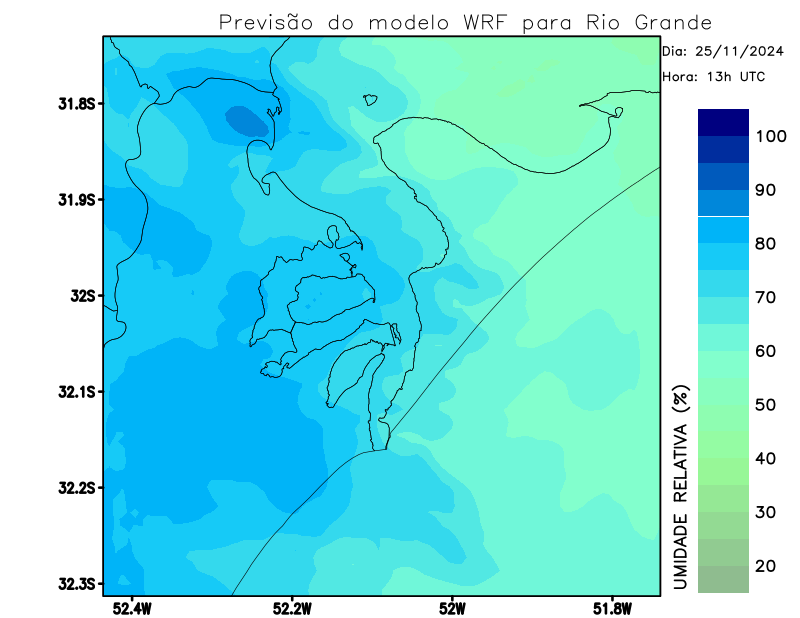 Previsão do modelo WRF para Rio Grande
Dia: 25/11/2024
Hora: 13h UTC
31.8S
31.9S
32S
32.1S
32.2S
32.3S
52.4W
52.2W
52W
51.8W
100
90
80
70
60
50
40
30
20
UMIDADE RELATIVA (%)